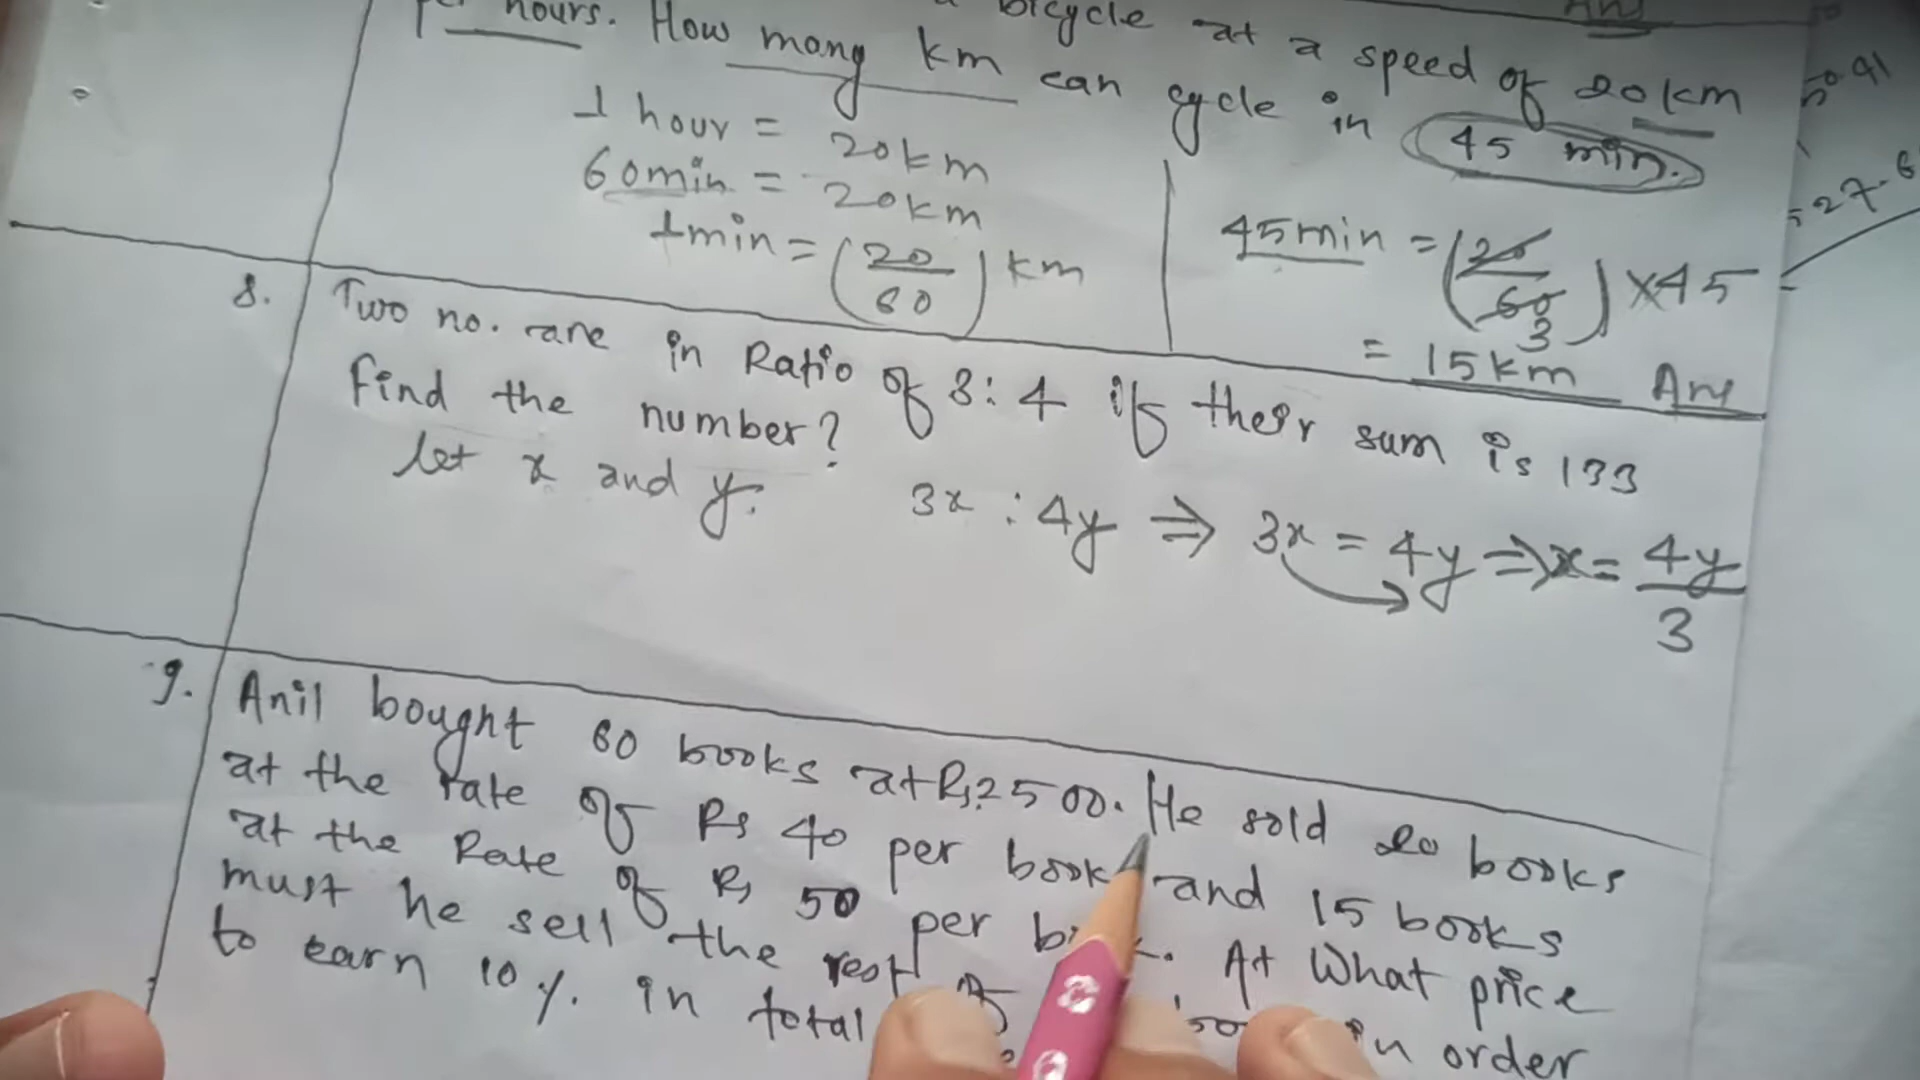 hours. How many km can cycle in
bicycle at a speed of 20km
45 min.
1 hour = 20km
60min = 20km
1min = (20/60) km
45min = (20/60) x45
3
= 15km Ans
8. Two no. are in Ratio of 3:4 if their sum is 133
find the number?
let x and y.
3x : 4y ⇒ 3x = 4y ⇒ x = 4y/3
9. Anil bought 60 books at Rs2500. He sold 20 books
at the rate of Rs 40 per book and 15 books
at the Rate of Rs 50 per. At What price
must he sell the rest in order
to earn 10%. in total